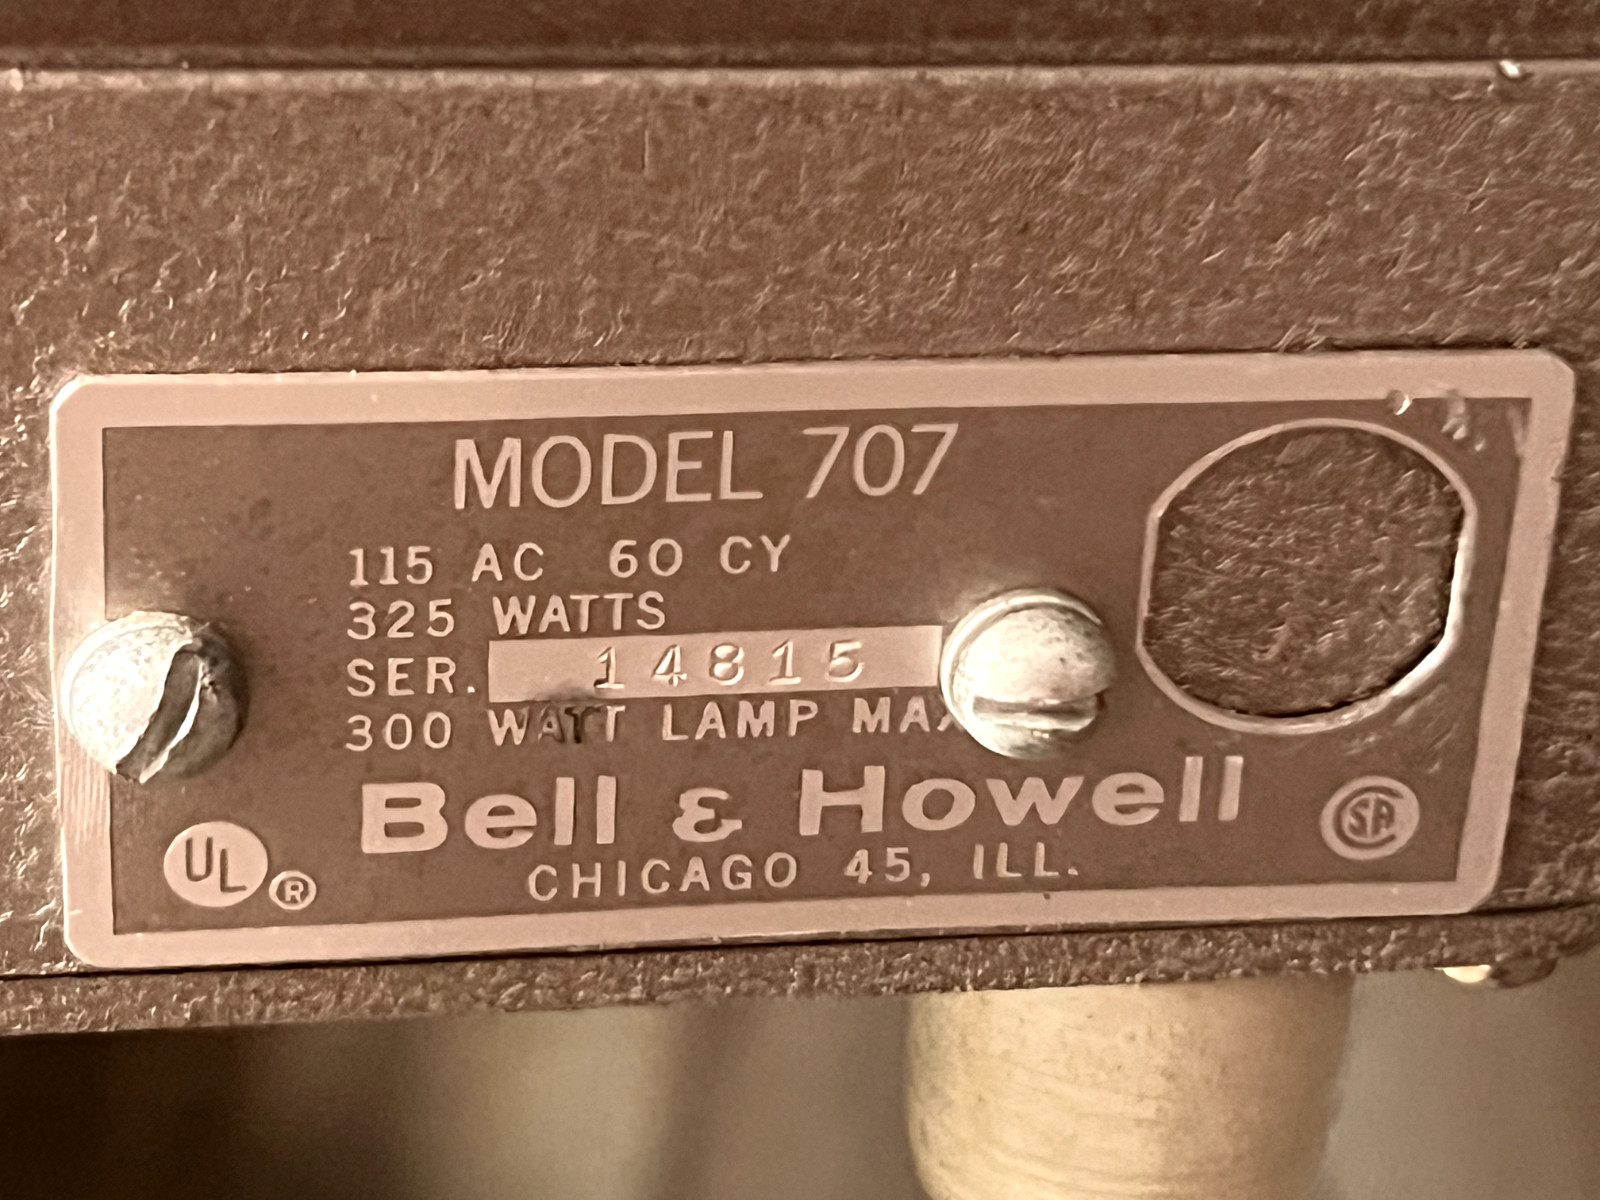 MODEL 707
115 AC 60 CY
325 WATTS
SER. 14815
300 WATT LAMP MAX
Bell & Howell
CHICAGO 45, ILL.
UL ®
SA